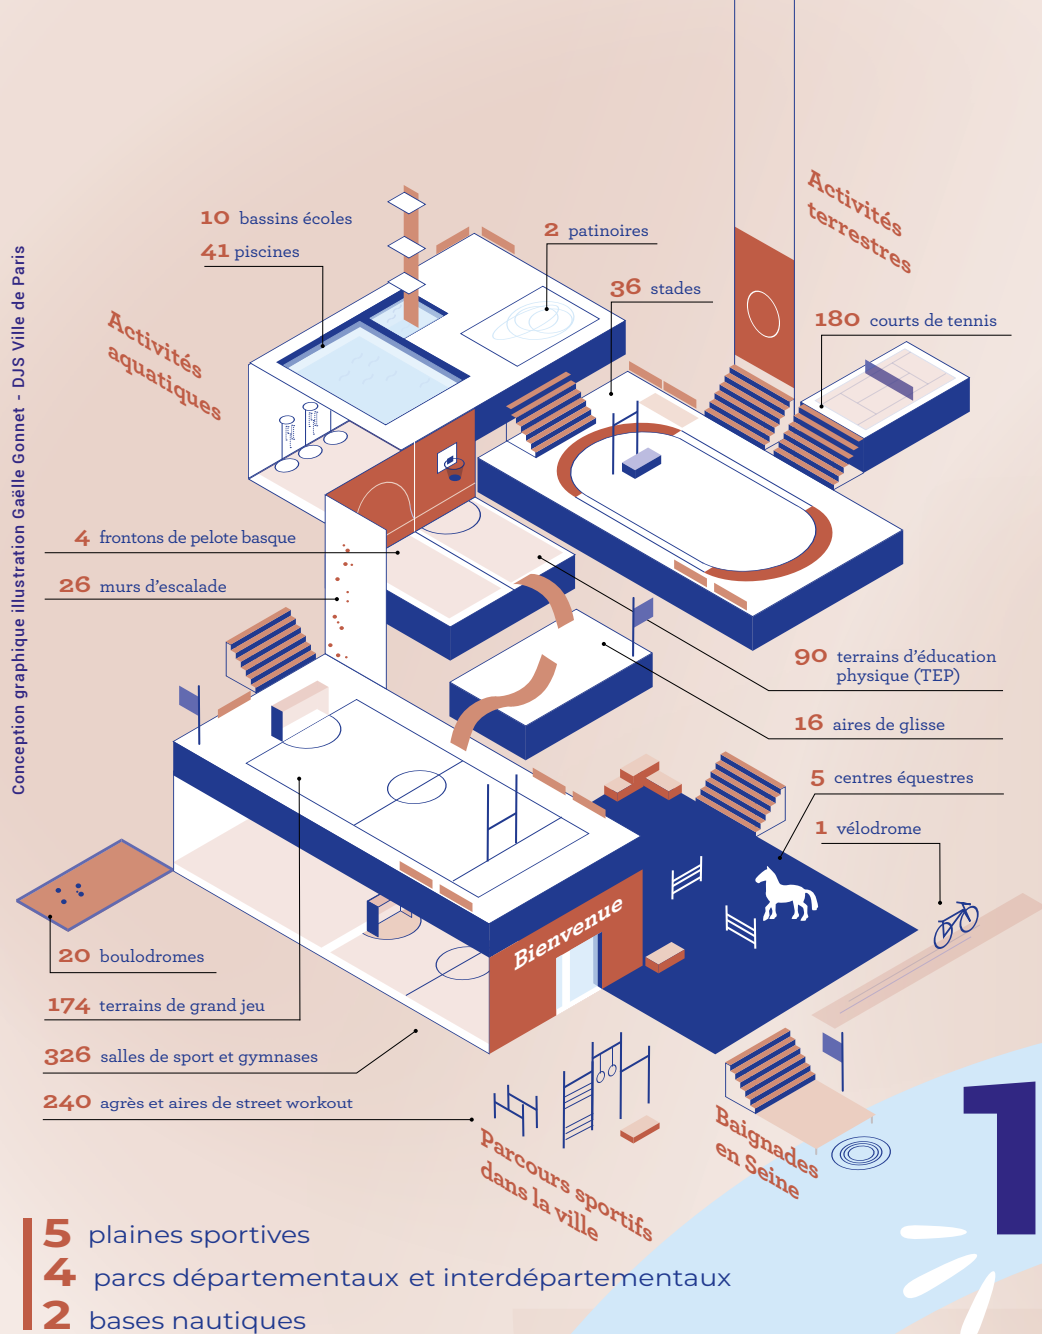 Activités
terrestres
10 bassins écoles
41 piscines
2 patinoires
36 stades
180 courts de tennis
Activités
aquatiques
Conception graphique illustration Gaëlle Gonnet - DJS Ville de Paris
4 frontons de pelote basque
26 murs d'escalade
90 terrains d'éducation
physique (TEP)
16 aires de glisse
5 centres équestres
1 vélodrome
Bienvenue
20 boulodromes
174 terrains de grand jeu
326 salles de sport et gymnases
240 agrès et aires de street workout
Parcours sportifs
dans la ville
Baignades
en Seine
1
5 plaines sportives
4 parcs départementaux et interdépartementaux
2 bases nautiques